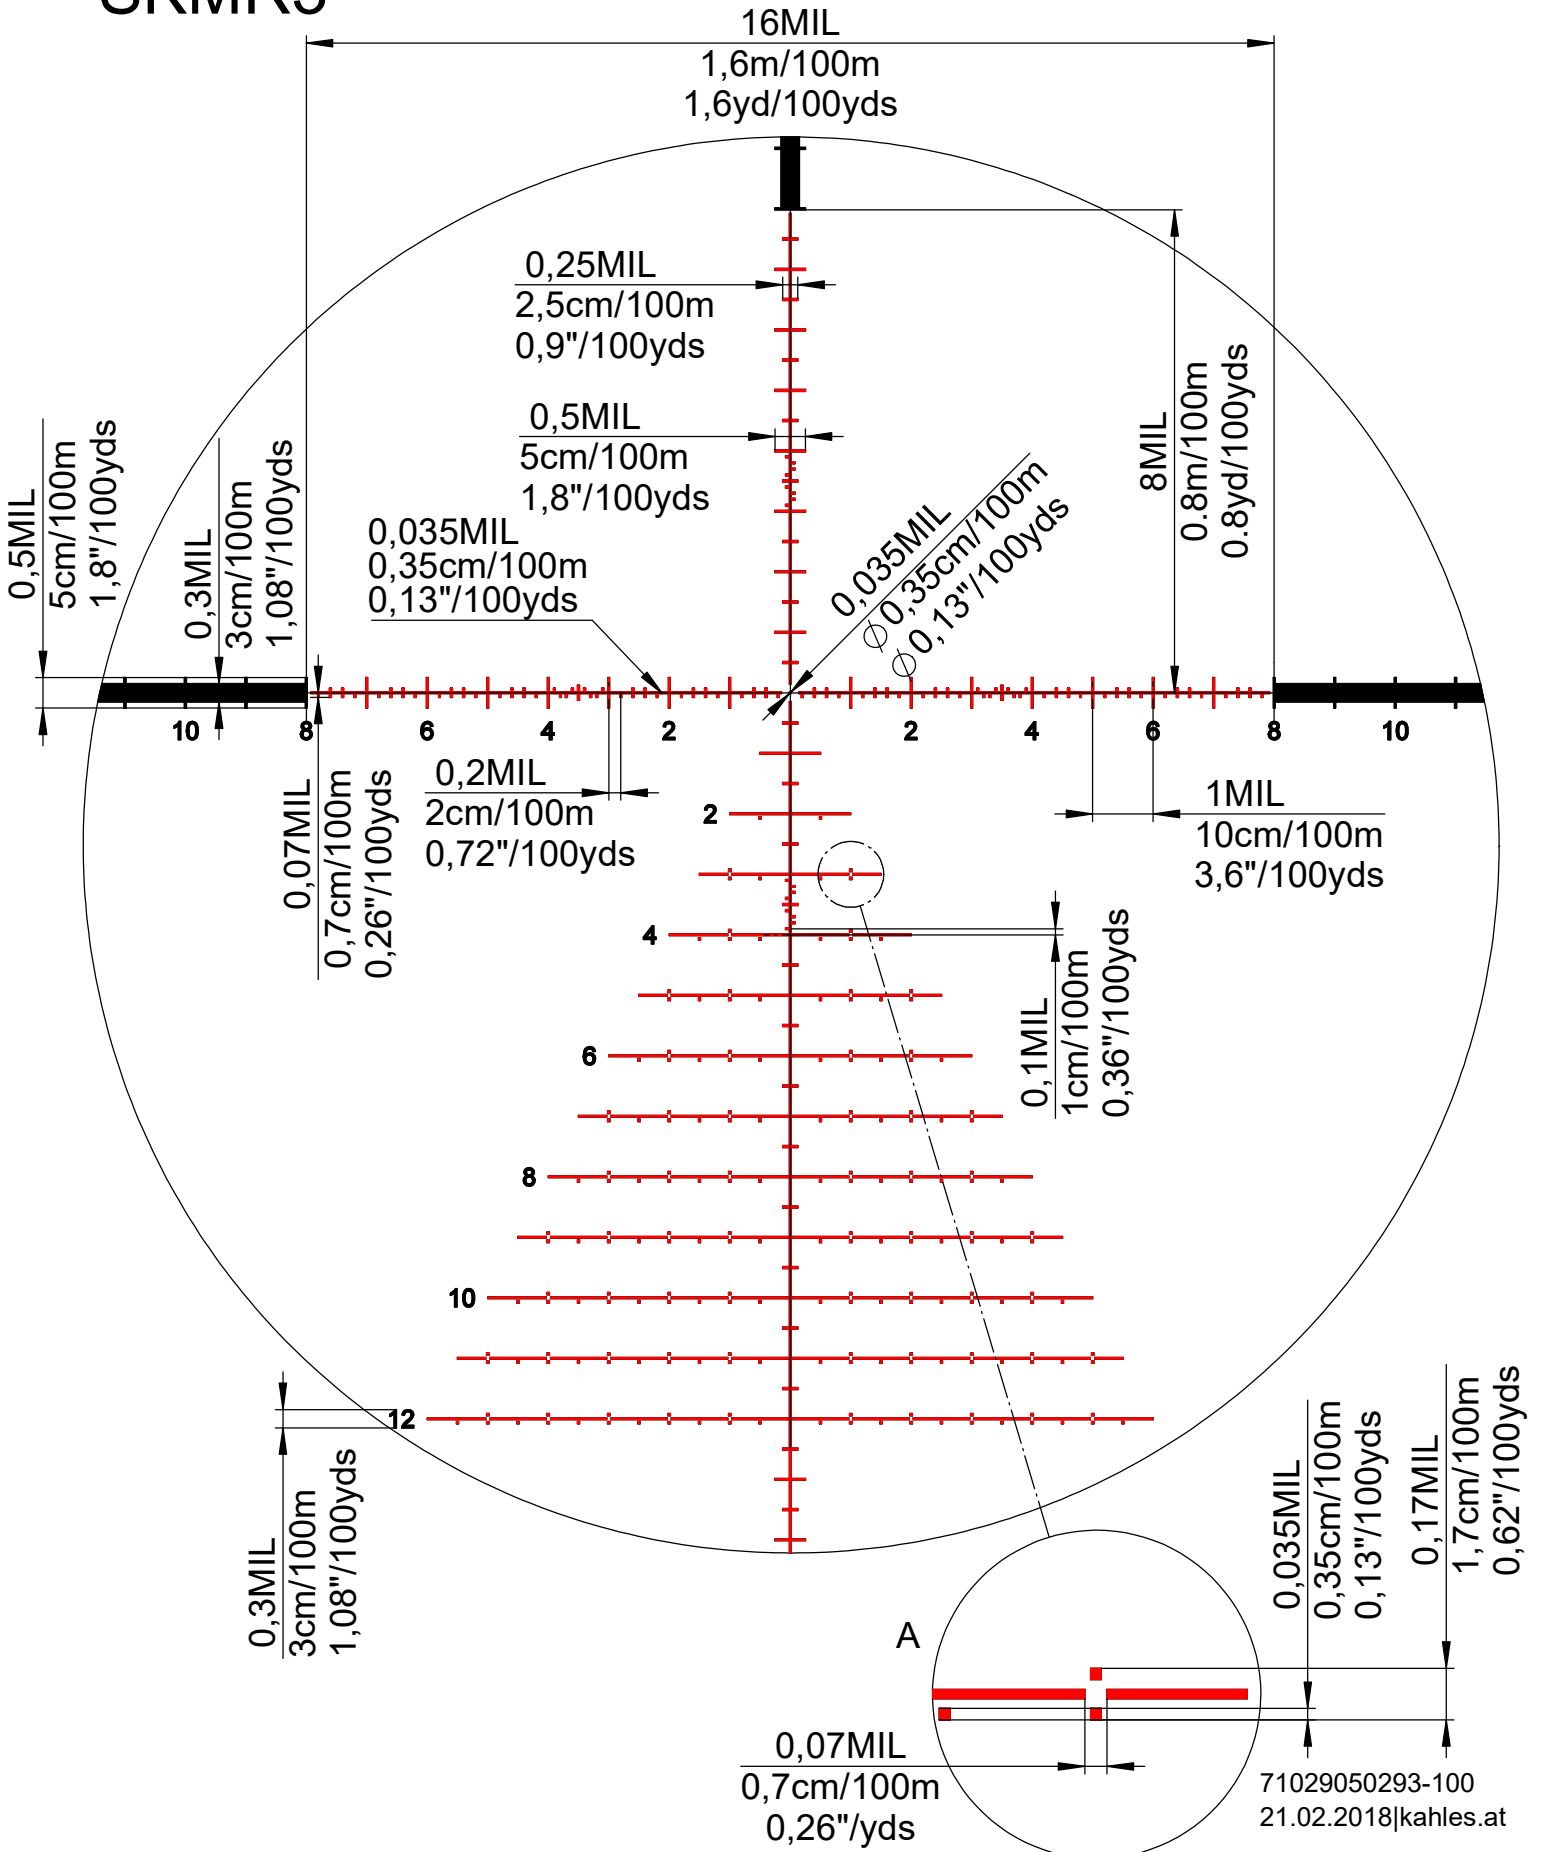 SKMR3
16MIL
1,6m/100m
1,6yd/100yds
0,25MIL
2,5cm/100m
0,9"/100yds
0,5MIL
5cm/100m
1,8"/100yds
8MIL
0.8m/100m
0.8yd/100yds
0,5MIL
5cm/100m
1,8"/100yds
0,3MIL
3cm/100m
1,08"/100yds
0,035MIL
0,35cm/100m
0,13"/100yds
0,035MIL
∅ 0,35cm/100m
∅ 0,13"/100yds
10 8 6 4 2 2 4 6 8 10
0,07MIL
0,7cm/100m
0,26"/100yds
0,2MIL
2cm/100m
0,72"/100yds
1MIL
10cm/100m
3,6"/100yds
2
4
0,1MIL
1cm/100m
0,36"/100yds
6
8
10
12
0,3MIL
3cm/100m
1,08"/100yds
A
0,035MIL
0,35cm/100m
0,13"/100yds
0,17MIL
1,7cm/100m
0,62"/100yds
0,07MIL
0,7cm/100m
0,26"/yds
71029050293-100
21.02.2018|kahles.at